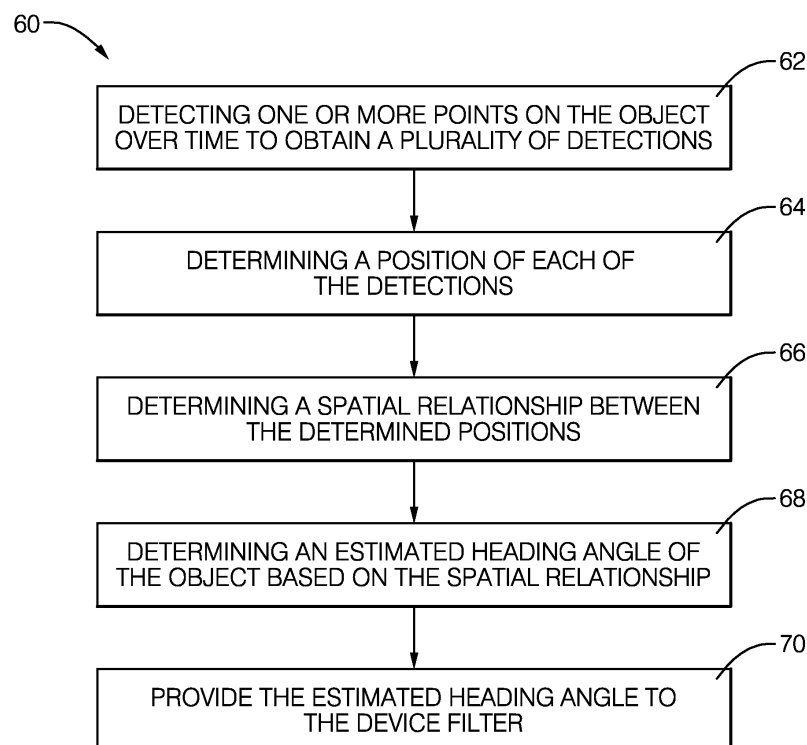 60
62
DETECTING ONE OR MORE POINTS ON THE OBJECT
OVER TIME TO OBTAIN A PLURALITY OF DETECTIONS
64
DETERMINING A POSITION OF EACH OF
THE DETECTIONS
66
DETERMINING A SPATIAL RELATIONSHIP BETWEEN
THE DETERMINED POSITIONS
68
DETERMINING AN ESTIMATED HEADING ANGLE OF
THE OBJECT BASED ON THE SPATIAL RELATIONSHIP
70
PROVIDE THE ESTIMATED HEADING ANGLE TO
THE DEVICE FILTER